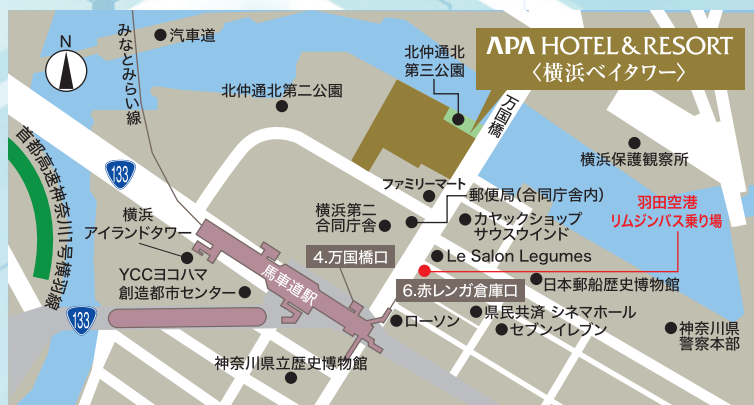 N
汽車道
みなとみらい線
北仲通北
第三公園
APA HOTEL & RESORT
〈横浜ベイタワー〉
北仲通北第二公園
万国橋
首都高速神奈川1号横羽線
133
横浜保護観察所
ファミリーマート
郵便局(合同庁舎内)
羽田空港
リムジンバス乗り場
横浜
アイランドタワー
横浜第二
合同庁舎
カヤックショップ
サウスウインド
4.万国橋口
Le Salon Legumes
YCCヨコハマ
創造都市センター
馬車道駅
6.赤レンガ倉庫口
日本郵船歴史博物館
133
ローソン
県民共済 シネマホール
セブンイレブン
神奈川県
警察本部
神奈川県立歴史博物館